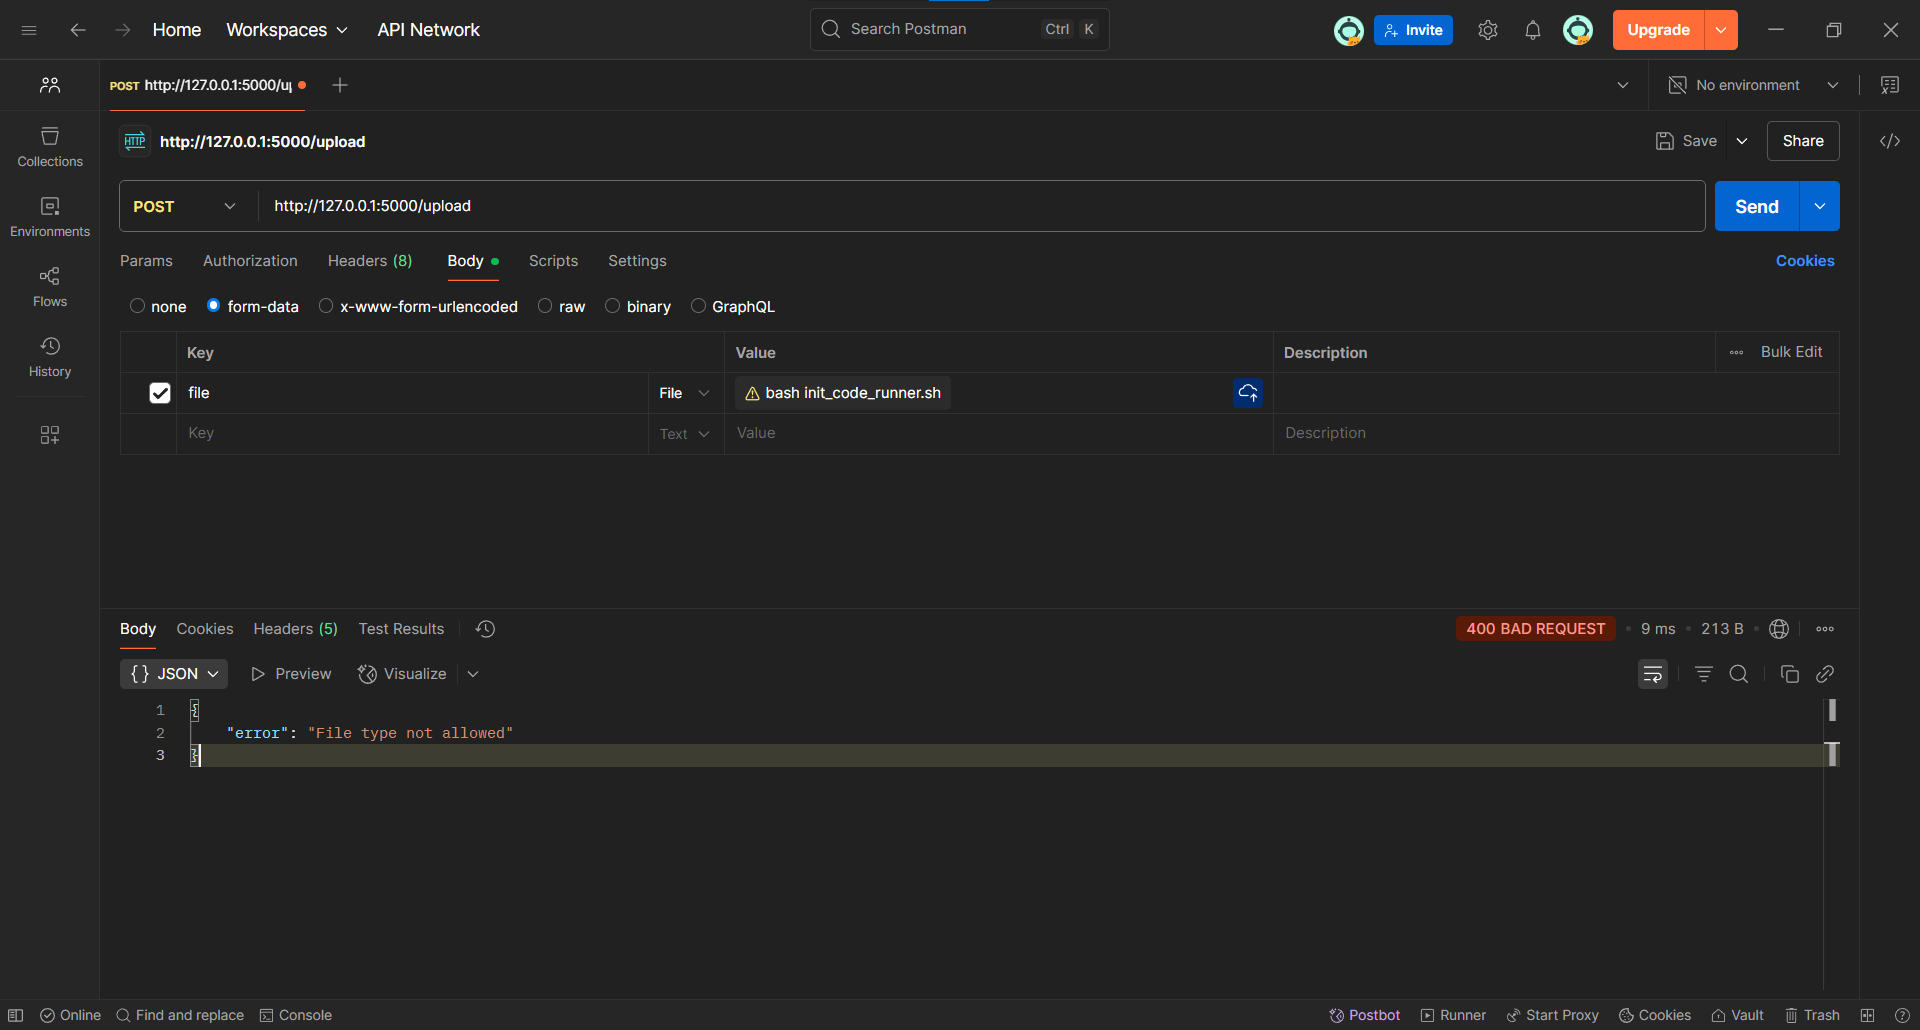 Home Workspaces API Network Search Postman Ctrl K Invite Upgrade
POST http://127.0.0.1:5000/u No environment
HTTP http://127.0.0.1:5000/upload Save Share
POST http://127.0.0.1:5000/upload Send
Collections
Environments
Flows
History
Params Authorization Headers (8) Body Scripts Settings Cookies
none form-data x-www-form-urlencoded raw binary GraphQL
Key Value Description Bulk Edit
file File bash init_code_runner.sh
Key Text Value Description
Body Cookies Headers (5) Test Results 400 BAD REQUEST 9 ms 213 B
{} JSON Preview Visualize
1 {
2 "error": "File type not allowed"
3 }
Online Find and replace Console Postbot Runner Start Proxy Cookies Vault Trash